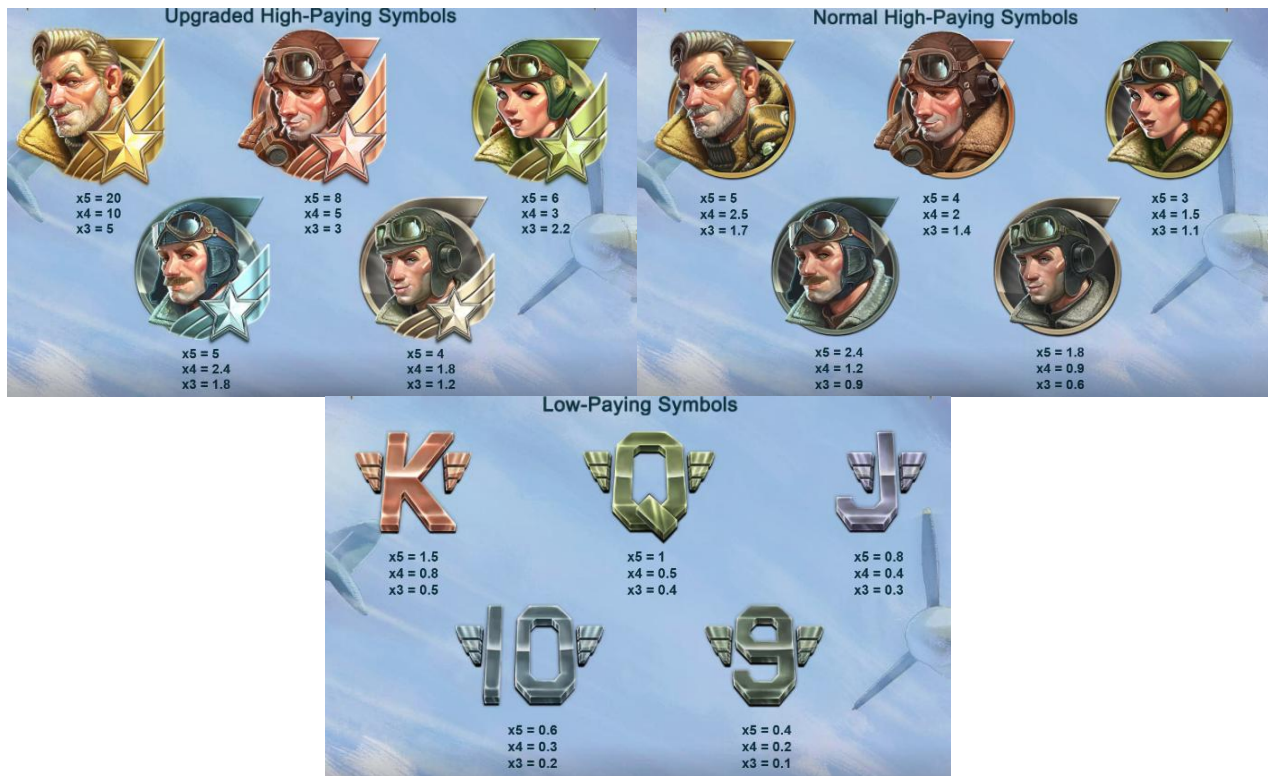 Upgraded High-Paying Symbols
x5 = 20
x4 = 10
x3 = 5
x5 = 8
x4 = 5
x3 = 3
x5 = 6
x4 = 3
x3 = 2.2
x5 = 5
x4 = 2.4
x3 = 1.8
x5 = 4
x4 = 1.8
x3 = 1.2
Normal High-Paying Symbols
x5 = 5
x4 = 2.5
x3 = 1.7
x5 = 4
x4 = 2
x3 = 1.4
x5 = 3
x4 = 1.5
x3 = 1.1
x5 = 2.4
x4 = 1.2
x3 = 0.9
x5 = 1.8
x4 = 0.9
x3 = 0.6
Low-Paying Symbols
K
x5 = 1.5
x4 = 0.8
x3 = 0.5
Q
x5 = 1
x4 = 0.5
x3 = 0.4
J
x5 = 0.8
x4 = 0.4
x3 = 0.3
10
x5 = 0.6
x4 = 0.3
x3 = 0.2
9
x5 = 0.4
x4 = 0.2
x3 = 0.1